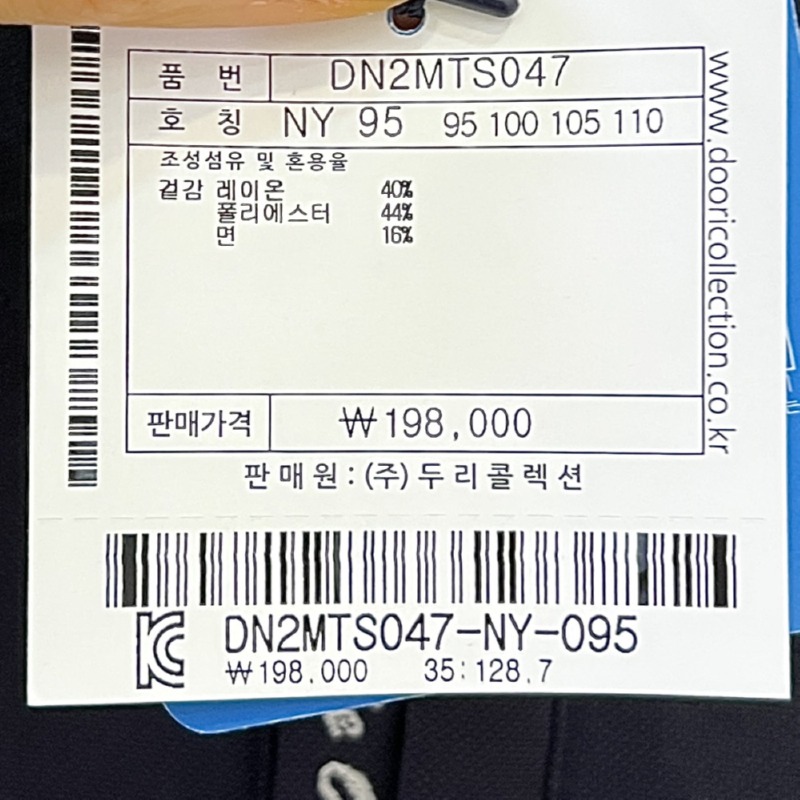 품 번 DN2MTS047
호 칭 NY 95 95 100 105 110
조성섬유 및 혼용율
겉감 레이온 40%
폴리에스터 44%
면 16%
판매가격 ₩198,000
판매원:(주)두리콜렉션
www.dooricollection.co.kr
DN2MTS047-NY-095
₩198.000 35:128.7